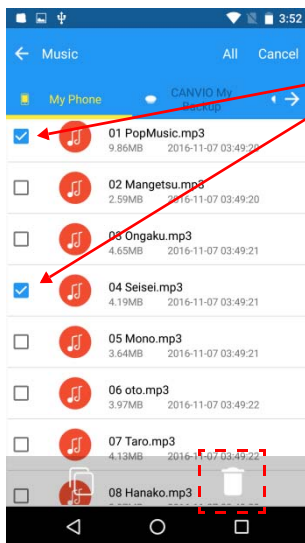 3:52
Music All Cancel
My Phone CANVIO My
Backup
01 PopMusic.mp3
9.86MB 2016-11-07 03:49:20
02 Mangetsu.mp3
2.59MB 2016-11-07 03:49:20
03 Ongaku.mp3
4.65MB 2016-11-07 03:49:21
04 Seisei.mp3
4.19MB 2016-11-07 03:49:21
05 Mono.mp3
3.64MB 2016-11-07 03:49:21
06 oto.mp3
3.97MB 2016-11-07 03:49:22
07 Taro.mp3
4.13MB 2016-11-07 03:49:22
08 Hanako.mp3